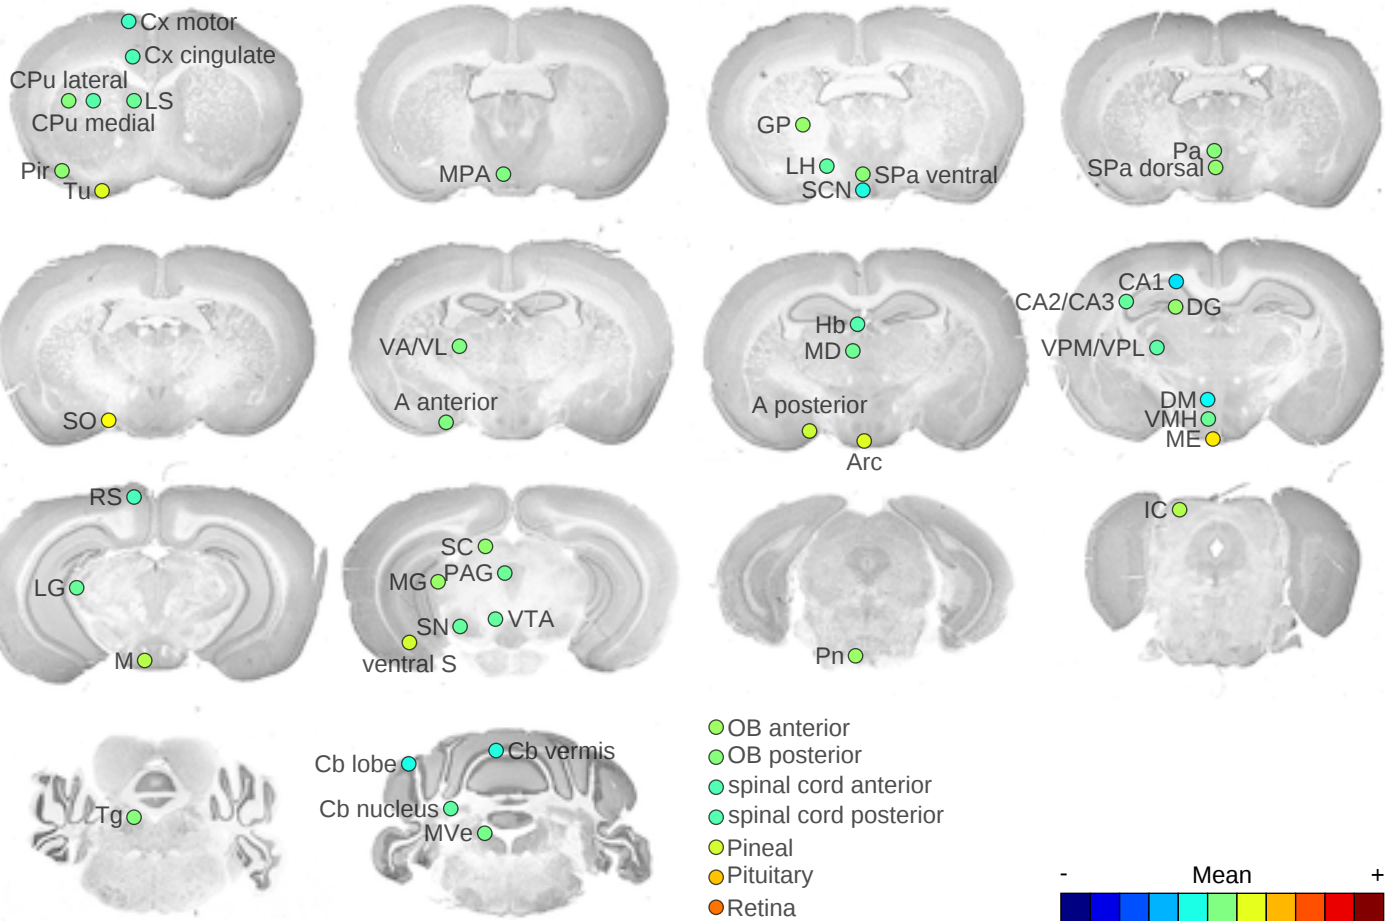 Cx motor
Cx cingulate
CPu lateral
LS
CPu medial
Pir
Tu
MPA
GP
LH
SPa ventral
SCN
Pa
SPa dorsal
SO
VA/VL
A anterior
Hb
MD
A posterior
Arc
CA1
CA2/CA3
DG
VPM/VPL
DM
VMH
ME
RS
LG
M
SC
MG
PAG
SN
VTA
ventral S
Pn
IC
Tg
Cb lobe
Cb vermis
Cb nucleus
MVe
OB anterior
OB posterior
spinal cord anterior
spinal cord posterior
Pineal
Pituitary
Retina
- Mean +